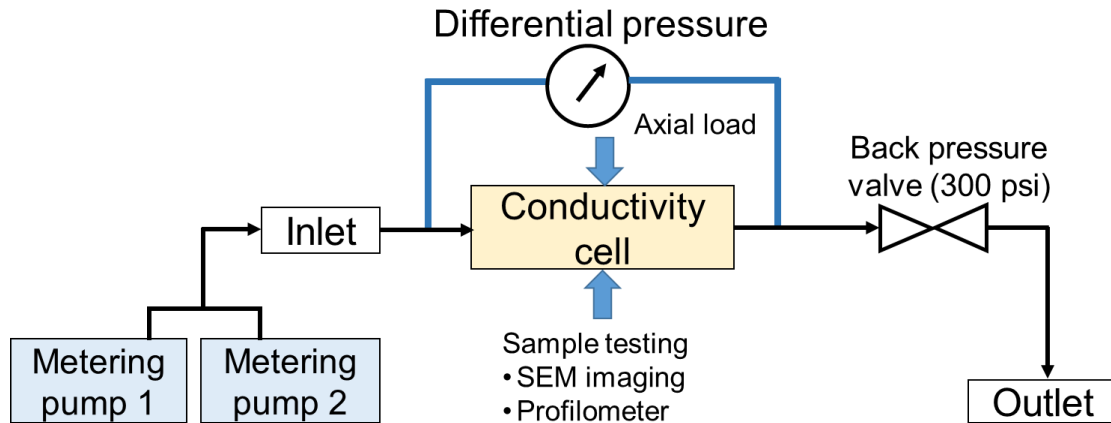 Differential pressure
Axial load
Back pressure
valve (300 psi)
Conductivity
cell
Inlet
Metering
pump 1
Metering
pump 2
Sample testing
• SEM imaging
• Profilometer
Outlet